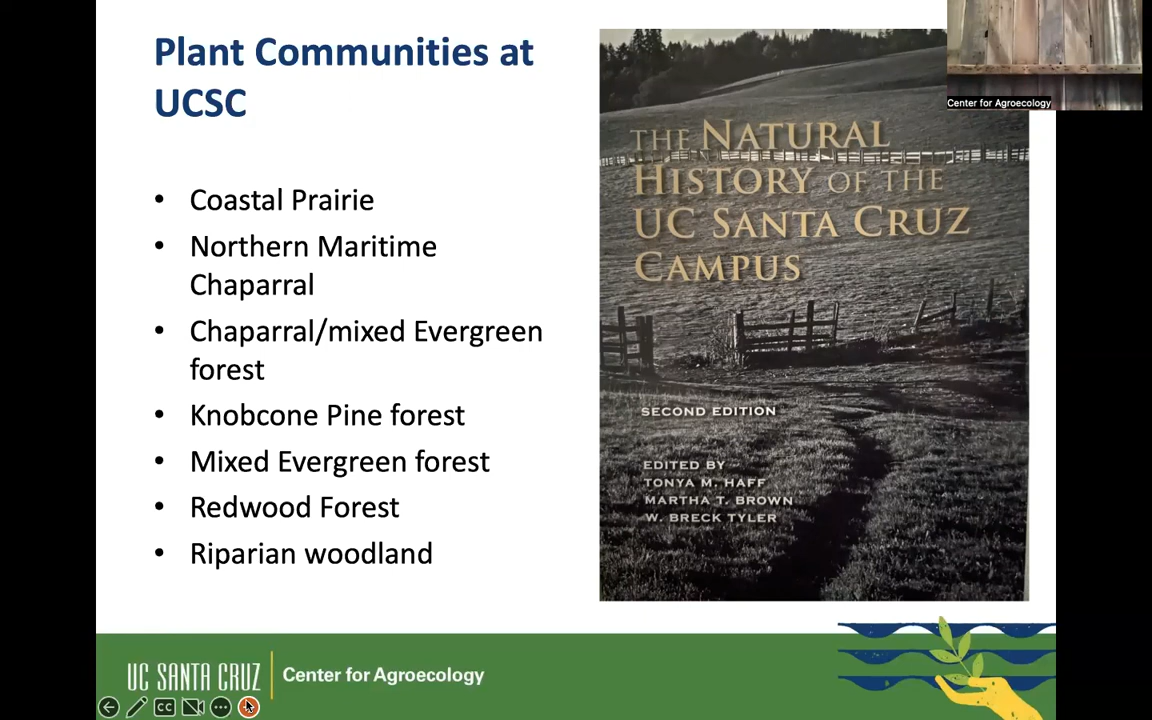 Plant Communities at
UCSC
• Coastal Prairie
• Northern Maritime
Chaparral
• Chaparral/mixed Evergreen
forest
• Knobcone Pine forest
• Mixed Evergreen forest
• Redwood Forest
• Riparian woodland
THE NATURAL
HISTORY OF THE
UC SANTA CRUZ
CAMPUS
SECOND EDITION
EDITED BY
TONYA M. HAFF
MARTHA T. BROWN
W. BRECK TYLER
Center for Agroecology
UC SANTA CRUZ
Center for Agroecology
CC